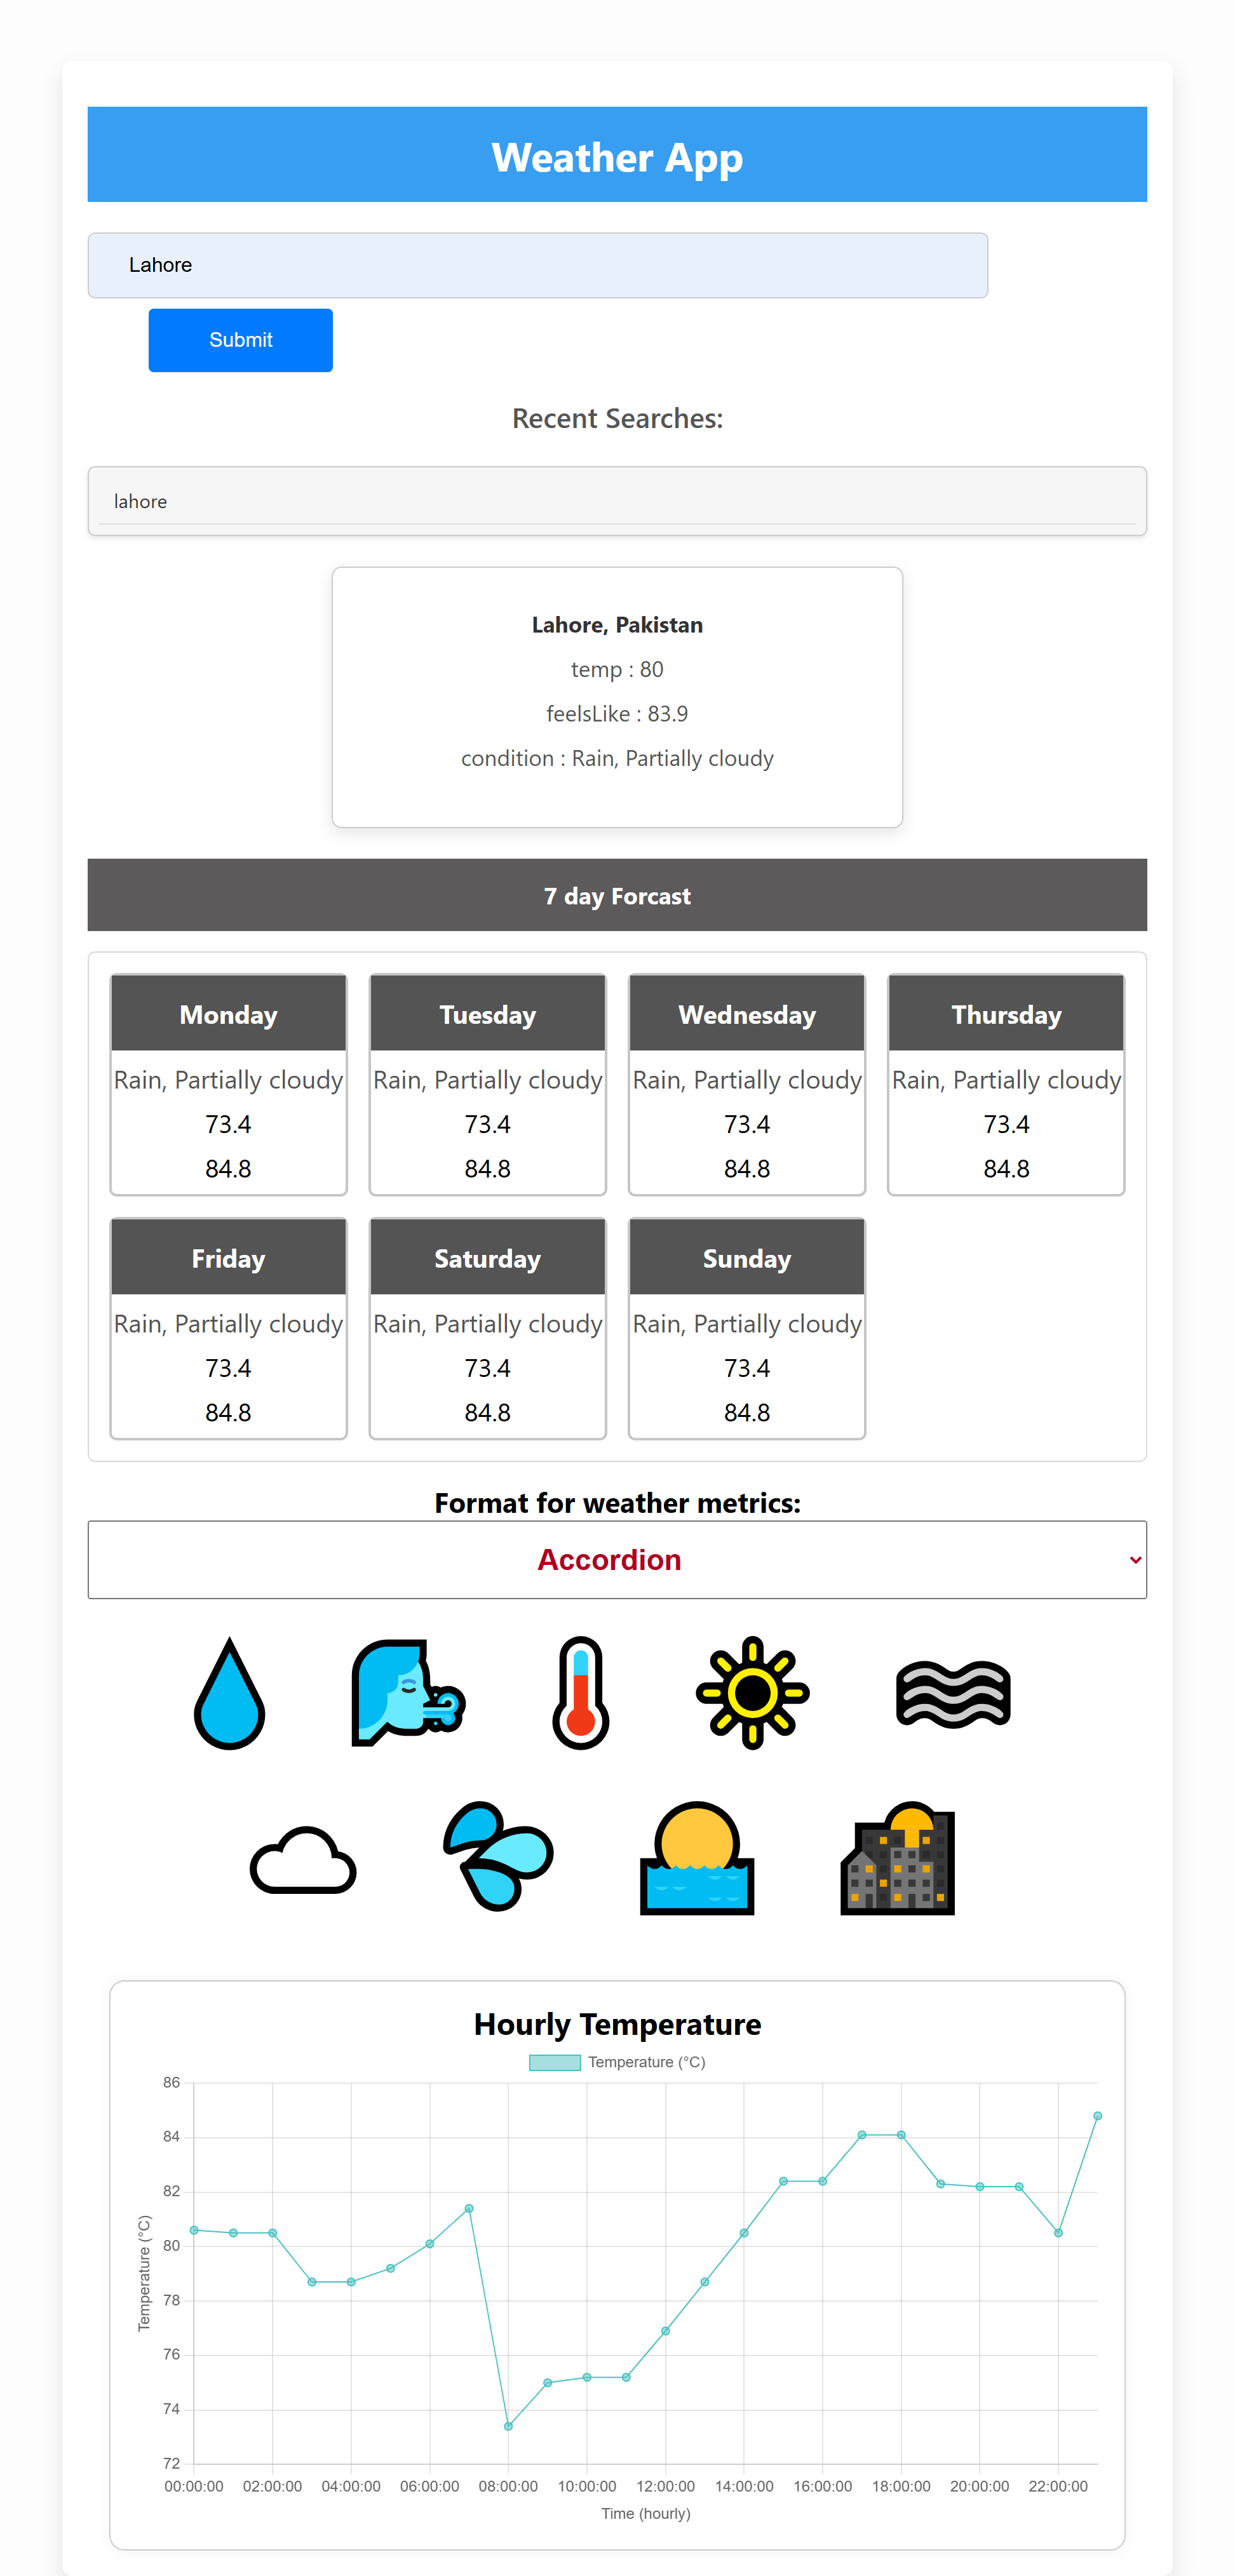 Weather App
Lahore
Submit
Recent Searches:
lahore
Lahore, Pakistan
temp : 80
feelsLike : 83.9
condition : Rain, Partially cloudy
7 day Forcast
Monday Tuesday Wednesday Thursday
Rain, Partially cloudy Rain, Partially cloudy Rain, Partially cloudy Rain, Partially cloudy
73.4 73.4 73.4 73.4
84.8 84.8 84.8 84.8
Friday Saturday Sunday
Rain, Partially cloudy Rain, Partially cloudy Rain, Partially cloudy
73.4 73.4 73.4
84.8 84.8 84.8
Format for weather metrics:
Accordion
Hourly Temperature
Temperature (°C)
86
84
82
80
78
76
74
72
Temperature (°C)
00:00:00 02:00:00 04:00:00 06:00:00 08:00:00 10:00:00 12:00:00 14:00:00 16:00:00 18:00:00 20:00:00 22:00:00
Time (hourly)